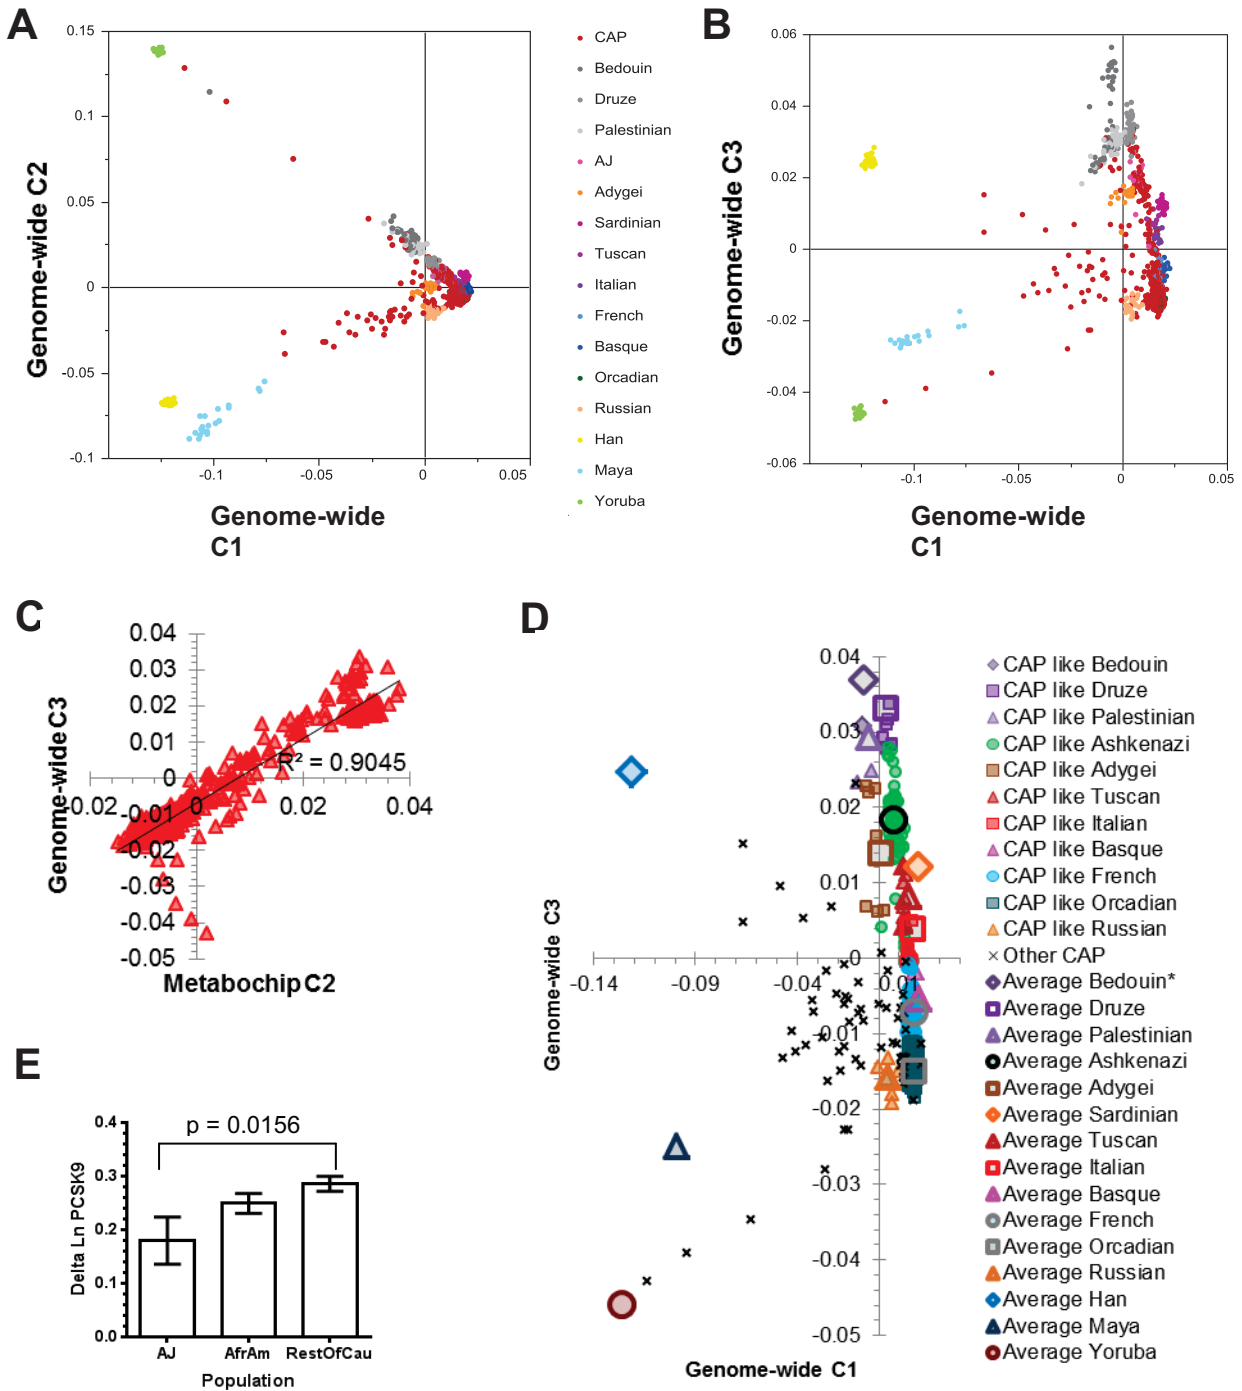 A
0.15
0.1
0.05
0
-0.05
-0.1
-0.1
-0.05
0
0.05
Genome-wide C2
Genome-wide
C1
CAP
Bedouin
Druze
Palestinian
AJ
Adygei
Sardinian
Tuscan
Italian
French
Basque
Orcadian
Russian
Han
Maya
Yoruba
B
0.06
0.04
0.02
0
-0.02
-0.04
-0.06
-0.1
-0.05
0
0.05
Genome-wide C3
Genome-wide
C1
C
0.04
0.03
0.02
0.01
0
-0.01
-0.02
-0.03
-0.04
-0.05
-0.02
0
0.02
0.04
R² = 0.9045
Genome-wide C3
Metabochip C2
D
0.04
0.03
0.02
0.01
0
-0.01
-0.02
-0.03
-0.04
-0.05
-0.14
-0.09
-0.04
0.01
Genome-wide C3
Genome-wide C1
CAP like Bedouin
CAP like Druze
CAP like Palestinian
CAP like Ashkenazi
CAP like Adygei
CAP like Tuscan
CAP like Italian
CAP like Basque
CAP like French
CAP like Orcadian
CAP like Russian
Other CAP
Average Bedouin*
Average Druze
Average Palestinian
Average Ashkenazi
Average Adygei
Average Sardinian
Average Tuscan
Average Italian
Average Basque
Average French
Average Orcadian
Average Russian
Average Han
Average Maya
Average Yoruba
E
p = 0.0156
0.4
0.3
0.2
0.1
0.0
Delta Ln PCSK9
AJ
AfrAm
RestOfCau
Population